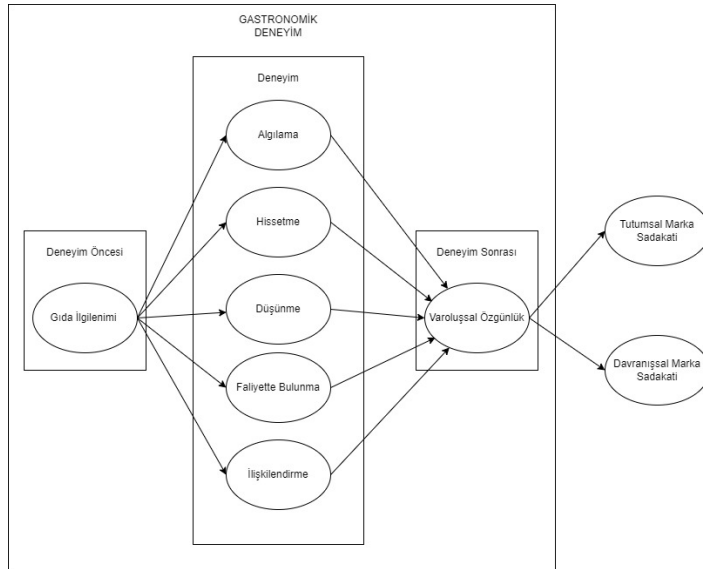 GASTRONOMİK
DENEYİM
Deneyim
Algılama
Hissetme
Deneyim Öncesi
Gıda İlgilenimi
Düşünme
Faliyette Bulunma
İlişkilendirme
Deneyim Sonrası
Varoluşsal Özgünlük
Tutumsal Marka
Sadakati
Davranışsal Marka
Sadakati